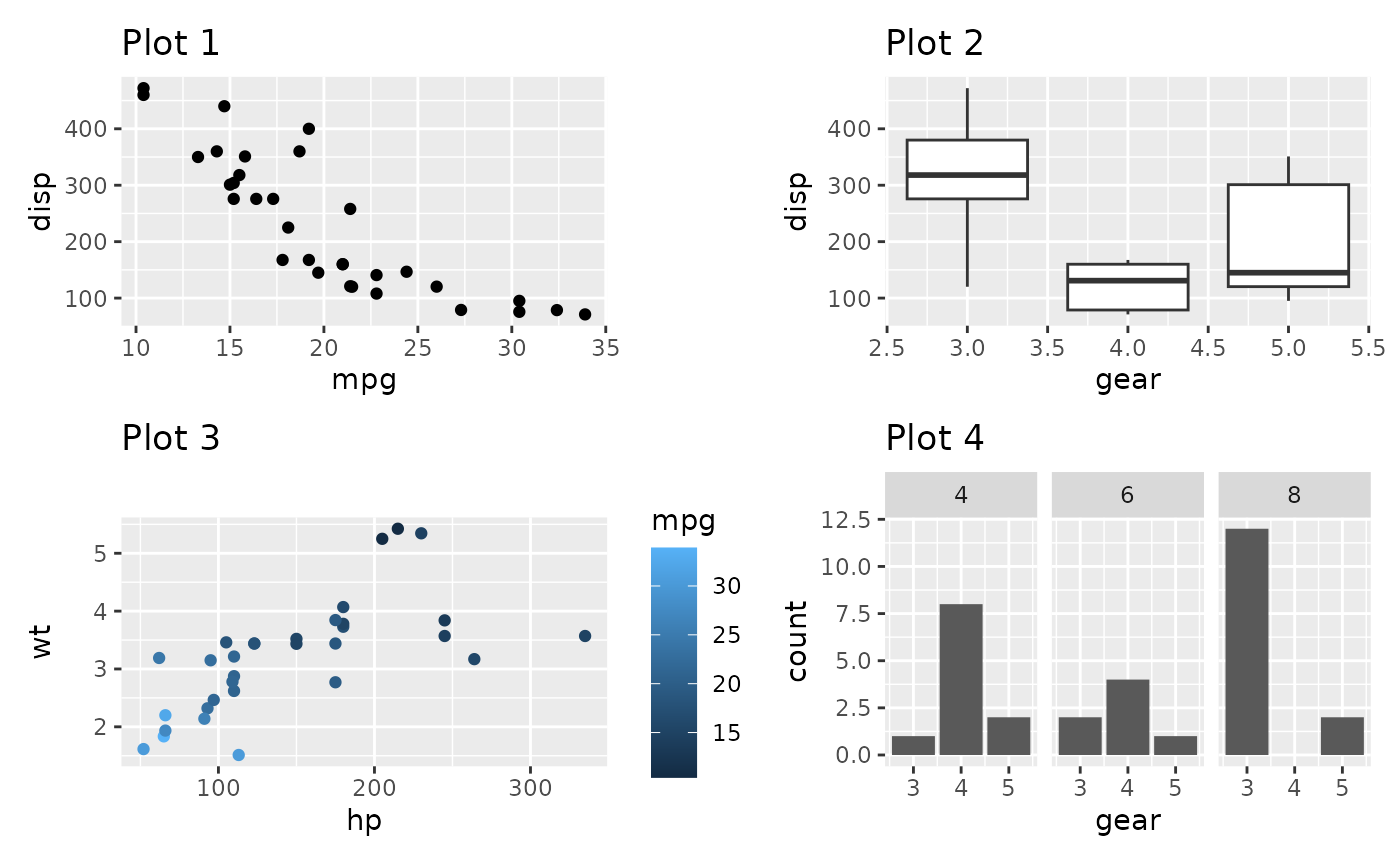 Plot 1
400
300
200
100
disp
10 15 20 25 30 35
mpg
Plot 2
400
300
200
100
disp
2.5 3.0 3.5 4.0 4.5 5.0 5.5
gear
Plot 3
5
4
3
2
wt
100 200 300
hp
mpg
30
25
20
15
Plot 4
4 6 8
12.5
10.0
7.5
5.0
2.5
0.0
count
3 4 5 3 4 5 3 4 5
gear